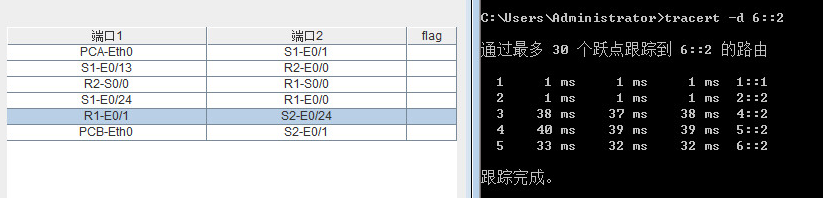 端口1 端口2 flag
PCA-Eth0 S1-E0/1
S1-E0/13 R2-E0/0
R2-S0/0 R1-S0/0
S1-E0/24 R1-E0/0
R1-E0/1 S2-E0/24
PCB-Eth0 S2-E0/1
C:\Users\Administrator>tracert -d 6::2
通过最多 30 个跃点跟踪到 6::2 的路由
1 1 ms 1 ms 1 ms 1::1
2 1 ms 1 ms 1 ms 2::2
3 38 ms 37 ms 38 ms 4::2
4 40 ms 39 ms 39 ms 5::2
5 33 ms 32 ms 32 ms 6::2
跟踪完成。